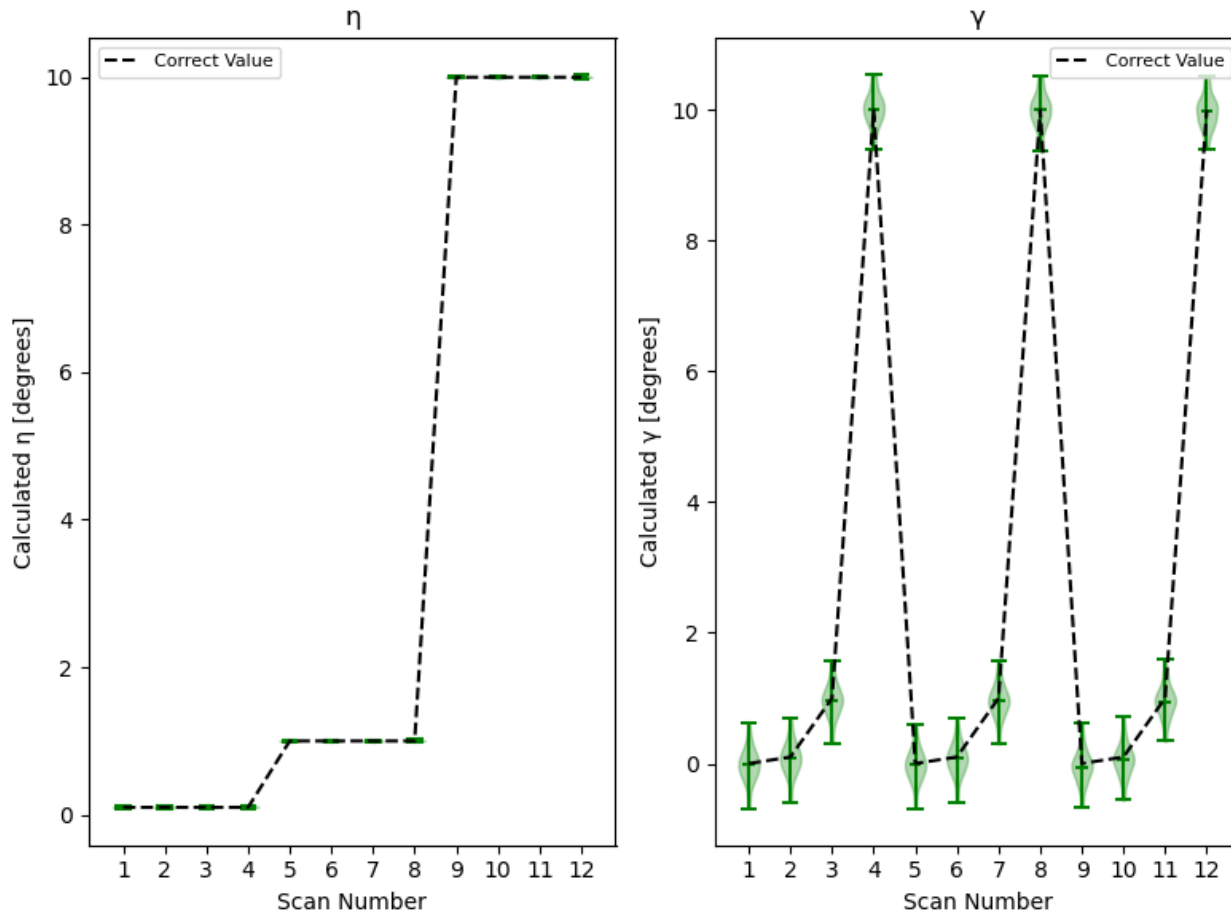 η
Correct Value
10
8
6
4
2
0
Calculated η [degrees]
1 2 3 4 5 6 7 8 9 10 11 12
Scan Number
γ
Correct Value
10
8
6
4
2
0
Calculated γ [degrees]
1 2 3 4 5 6 7 8 9 10 11 12
Scan Number